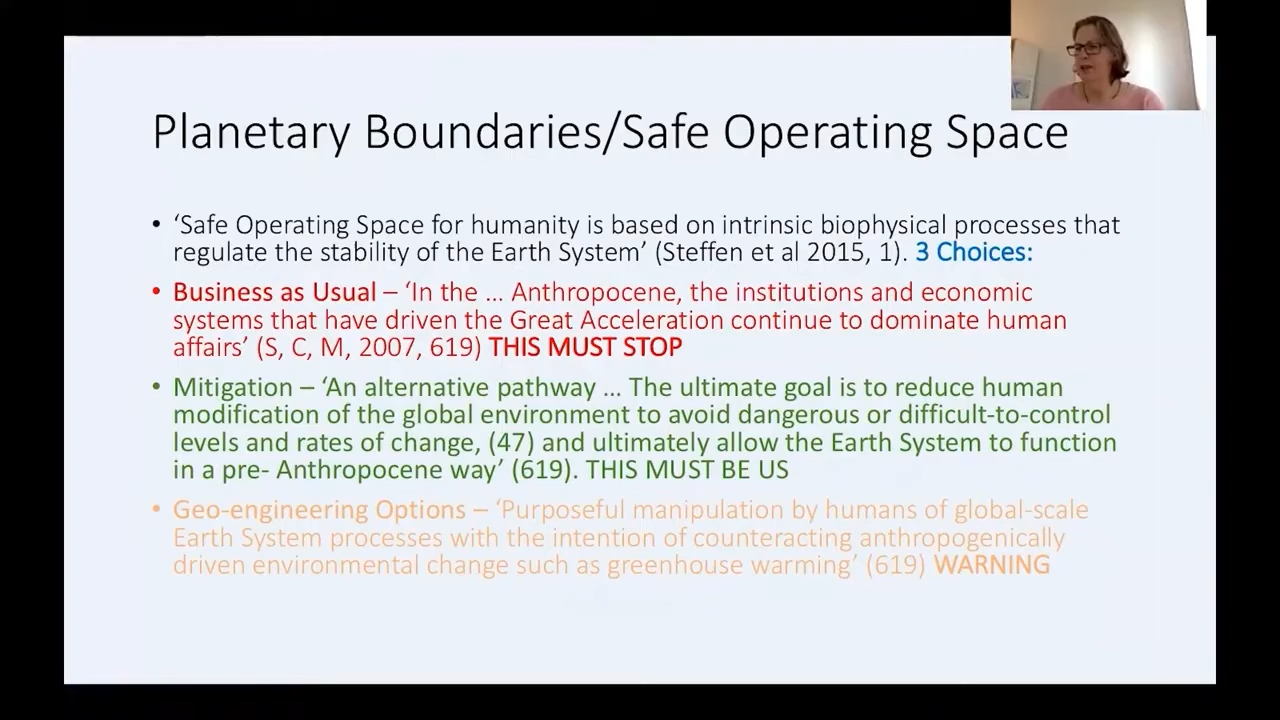 Planetary Boundaries/Safe Operating Space
• ‘Safe Operating Space for humanity is based on intrinsic biophysical processes that
regulate the stability of the Earth System’ (Steffen et al 2015, 1). 3 Choices:
• Business as Usual – ‘In the … Anthropocene, the institutions and economic
systems that have driven the Great Acceleration continue to dominate human
affairs’ (S, C, M, 2007, 619) THIS MUST STOP
• Mitigation – ‘An alternative pathway … The ultimate goal is to reduce human
modification of the global environment to avoid dangerous or difficult-to-control
levels and rates of change, (47) and ultimately allow the Earth System to function
in a pre- Anthropocene way’ (619). THIS MUST BE US
• Geo-engineering Options – ‘Purposeful manipulation by humans of global-scale
Earth System processes with the intention of counteracting anthropogenically
driven environmental change such as greenhouse warming’ (619) WARNING